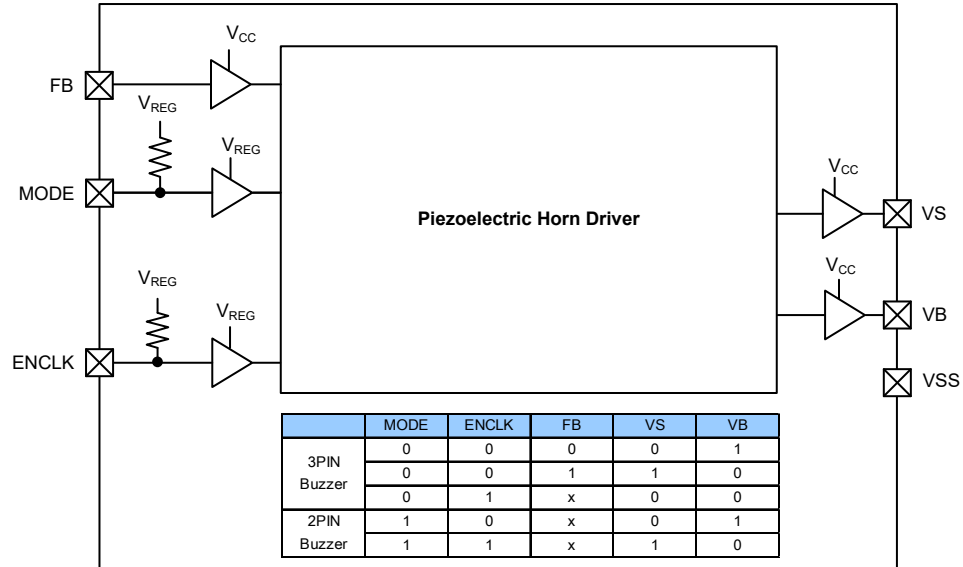 VCC
FB
VREG
VREG
MODE
Piezoelectric Horn Driver
VCC
VS
VREG
VREG
VCC
VB
ENCLK
VSS
MODE ENCLK FB VS VB
3PIN Buzzer
0 0 0 0 1
0 0 1 1 0
0 1 x 0 0
2PIN Buzzer
1 0 x 0 1
1 1 x 1 0